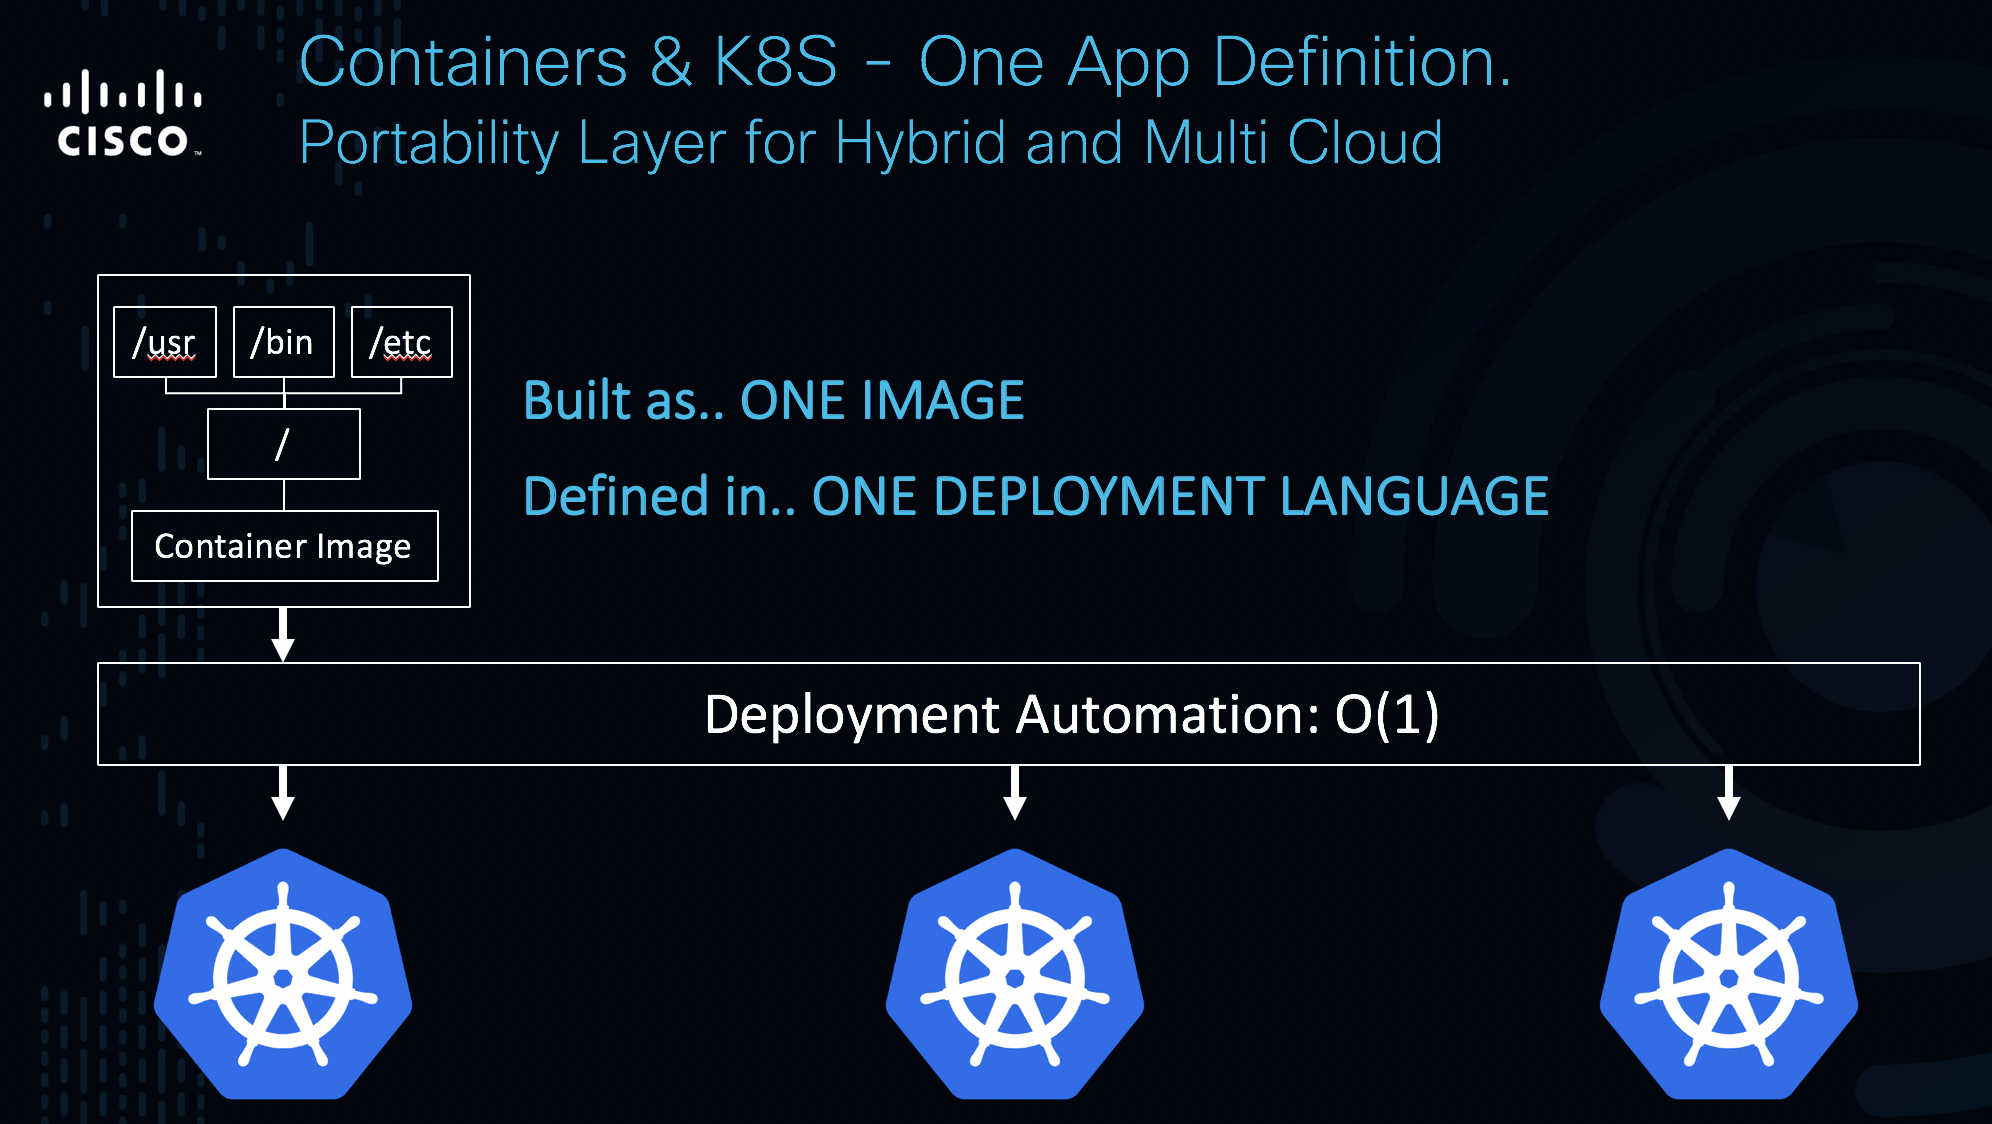 Containers & K8S – One App Definition.
Portability Layer for Hybrid and Multi Cloud
CISCO™
/usr /bin /etc
/
Container Image
Built as.. ONE IMAGE
Defined in.. ONE DEPLOYMENT LANGUAGE
Deployment Automation: O(1)